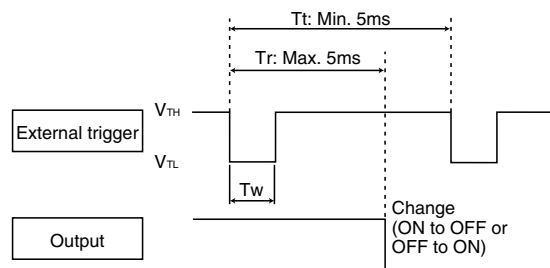 Tt: Min. 5ms
Tr: Max. 5ms
VTH
External trigger
VTL
Tw
Change
(ON to OFF or
OFF to ON)
Output